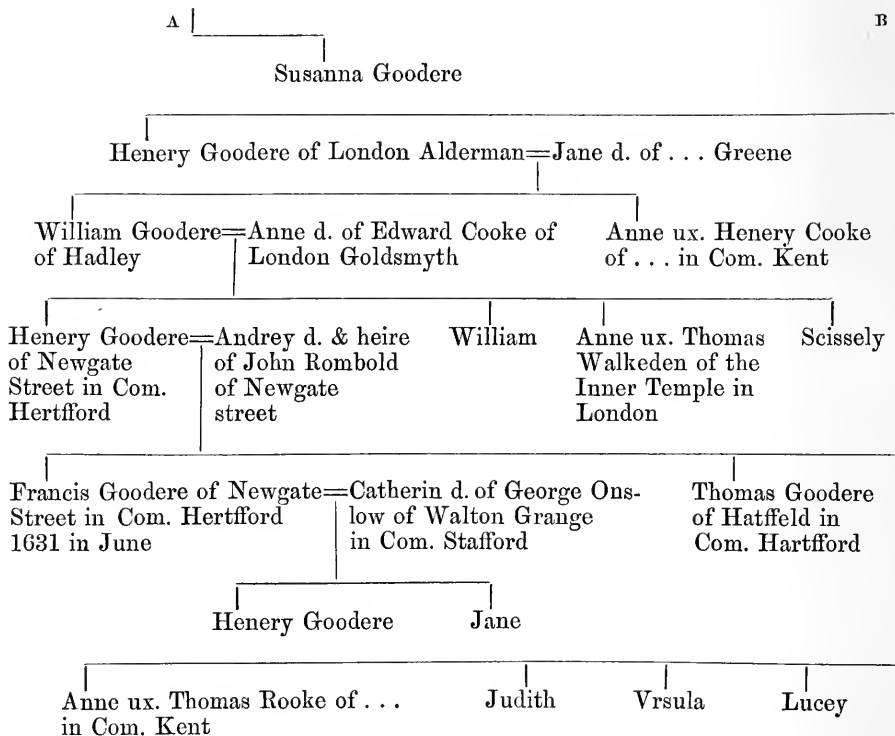 A B
Susanna Goodere
Henery Goodere of London Alderman=Jane d. of . . . Greene
William Goodere=Anne d. of Edward Cooke of
of Hadley London Goldsmyth
Anne ux. Henery Cooke
of . . . in Com. Kent
Henery Goodere=Andrey d. & heire
of Newgate of John Rombold
Street in Com. of Newgate
Hertfford street
William
Anne ux. Thomas
Walkeden of the
Inner Temple in
London
Scissely
Francis Goodere of Newgate=Catherin d. of George Ons-
Street in Com. Hertfford low of Walton Grange
1631 in June in Com. Stafford
Thomas Goodere
of Hatffeld in
Com. Hartfford
Henery Goodere Jane
Anne ux. Thomas Rooke of . . .
in Com. Kent
Judith Vrsula Lucey